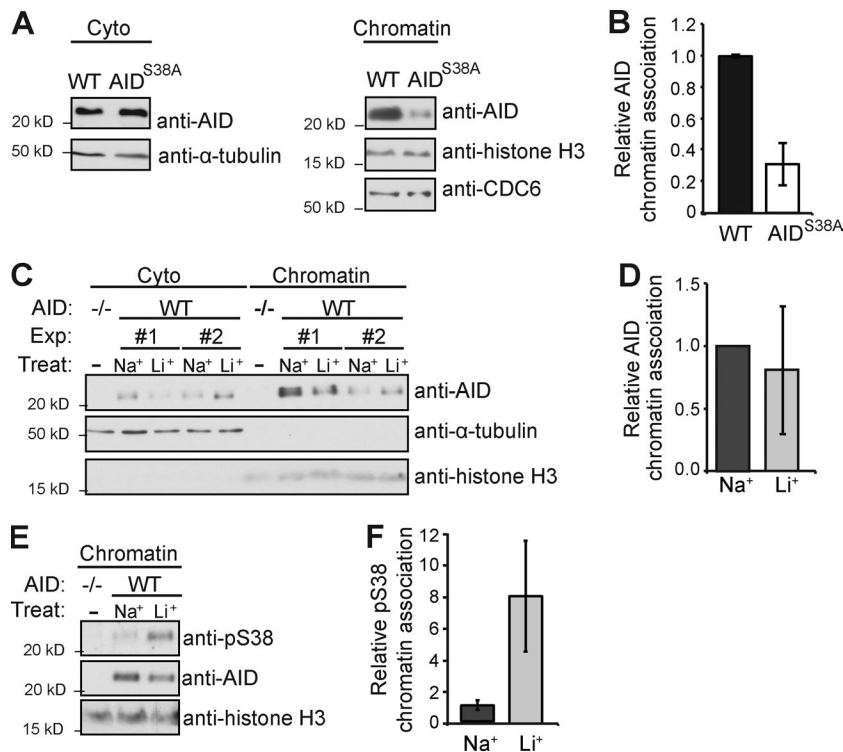 A
Cyto
WT AID^S38A
20 kD
anti-AID
50 kD
anti-α-tubulin
Chromatin
WT AID^S38A
20 kD
anti-AID
15 kD
anti-histone H3
50 kD
anti-CDC6
B
Relative AID
chromatin asscoiation
1.0
0.8
0.6
0.4
0.2
0
WT AID^S38A
C
Cyto Chromatin
AID: -/- WT -/- WT
Exp: #1 #2 #1 #2
Treat: – Na⁺ Li⁺ Na⁺ Li⁺ – Na⁺ Li⁺ Na⁺ Li⁺
20 kD
anti-AID
50 kD
anti-α-tubulin
15 kD
anti-histone H3
D
Relative AID
chromatin asscoiation
1.5
1.0
0.5
0.0
Na⁺ Li⁺
E
Chromatin
AID: -/- WT
Treat: – Na⁺ Li⁺
20 kD
anti-pS38
20 kD
anti-AID
15 kD
anti-histone H3
F
Relative pS38
chromatin association
12
10
8
6
4
2
0
Na⁺ Li⁺